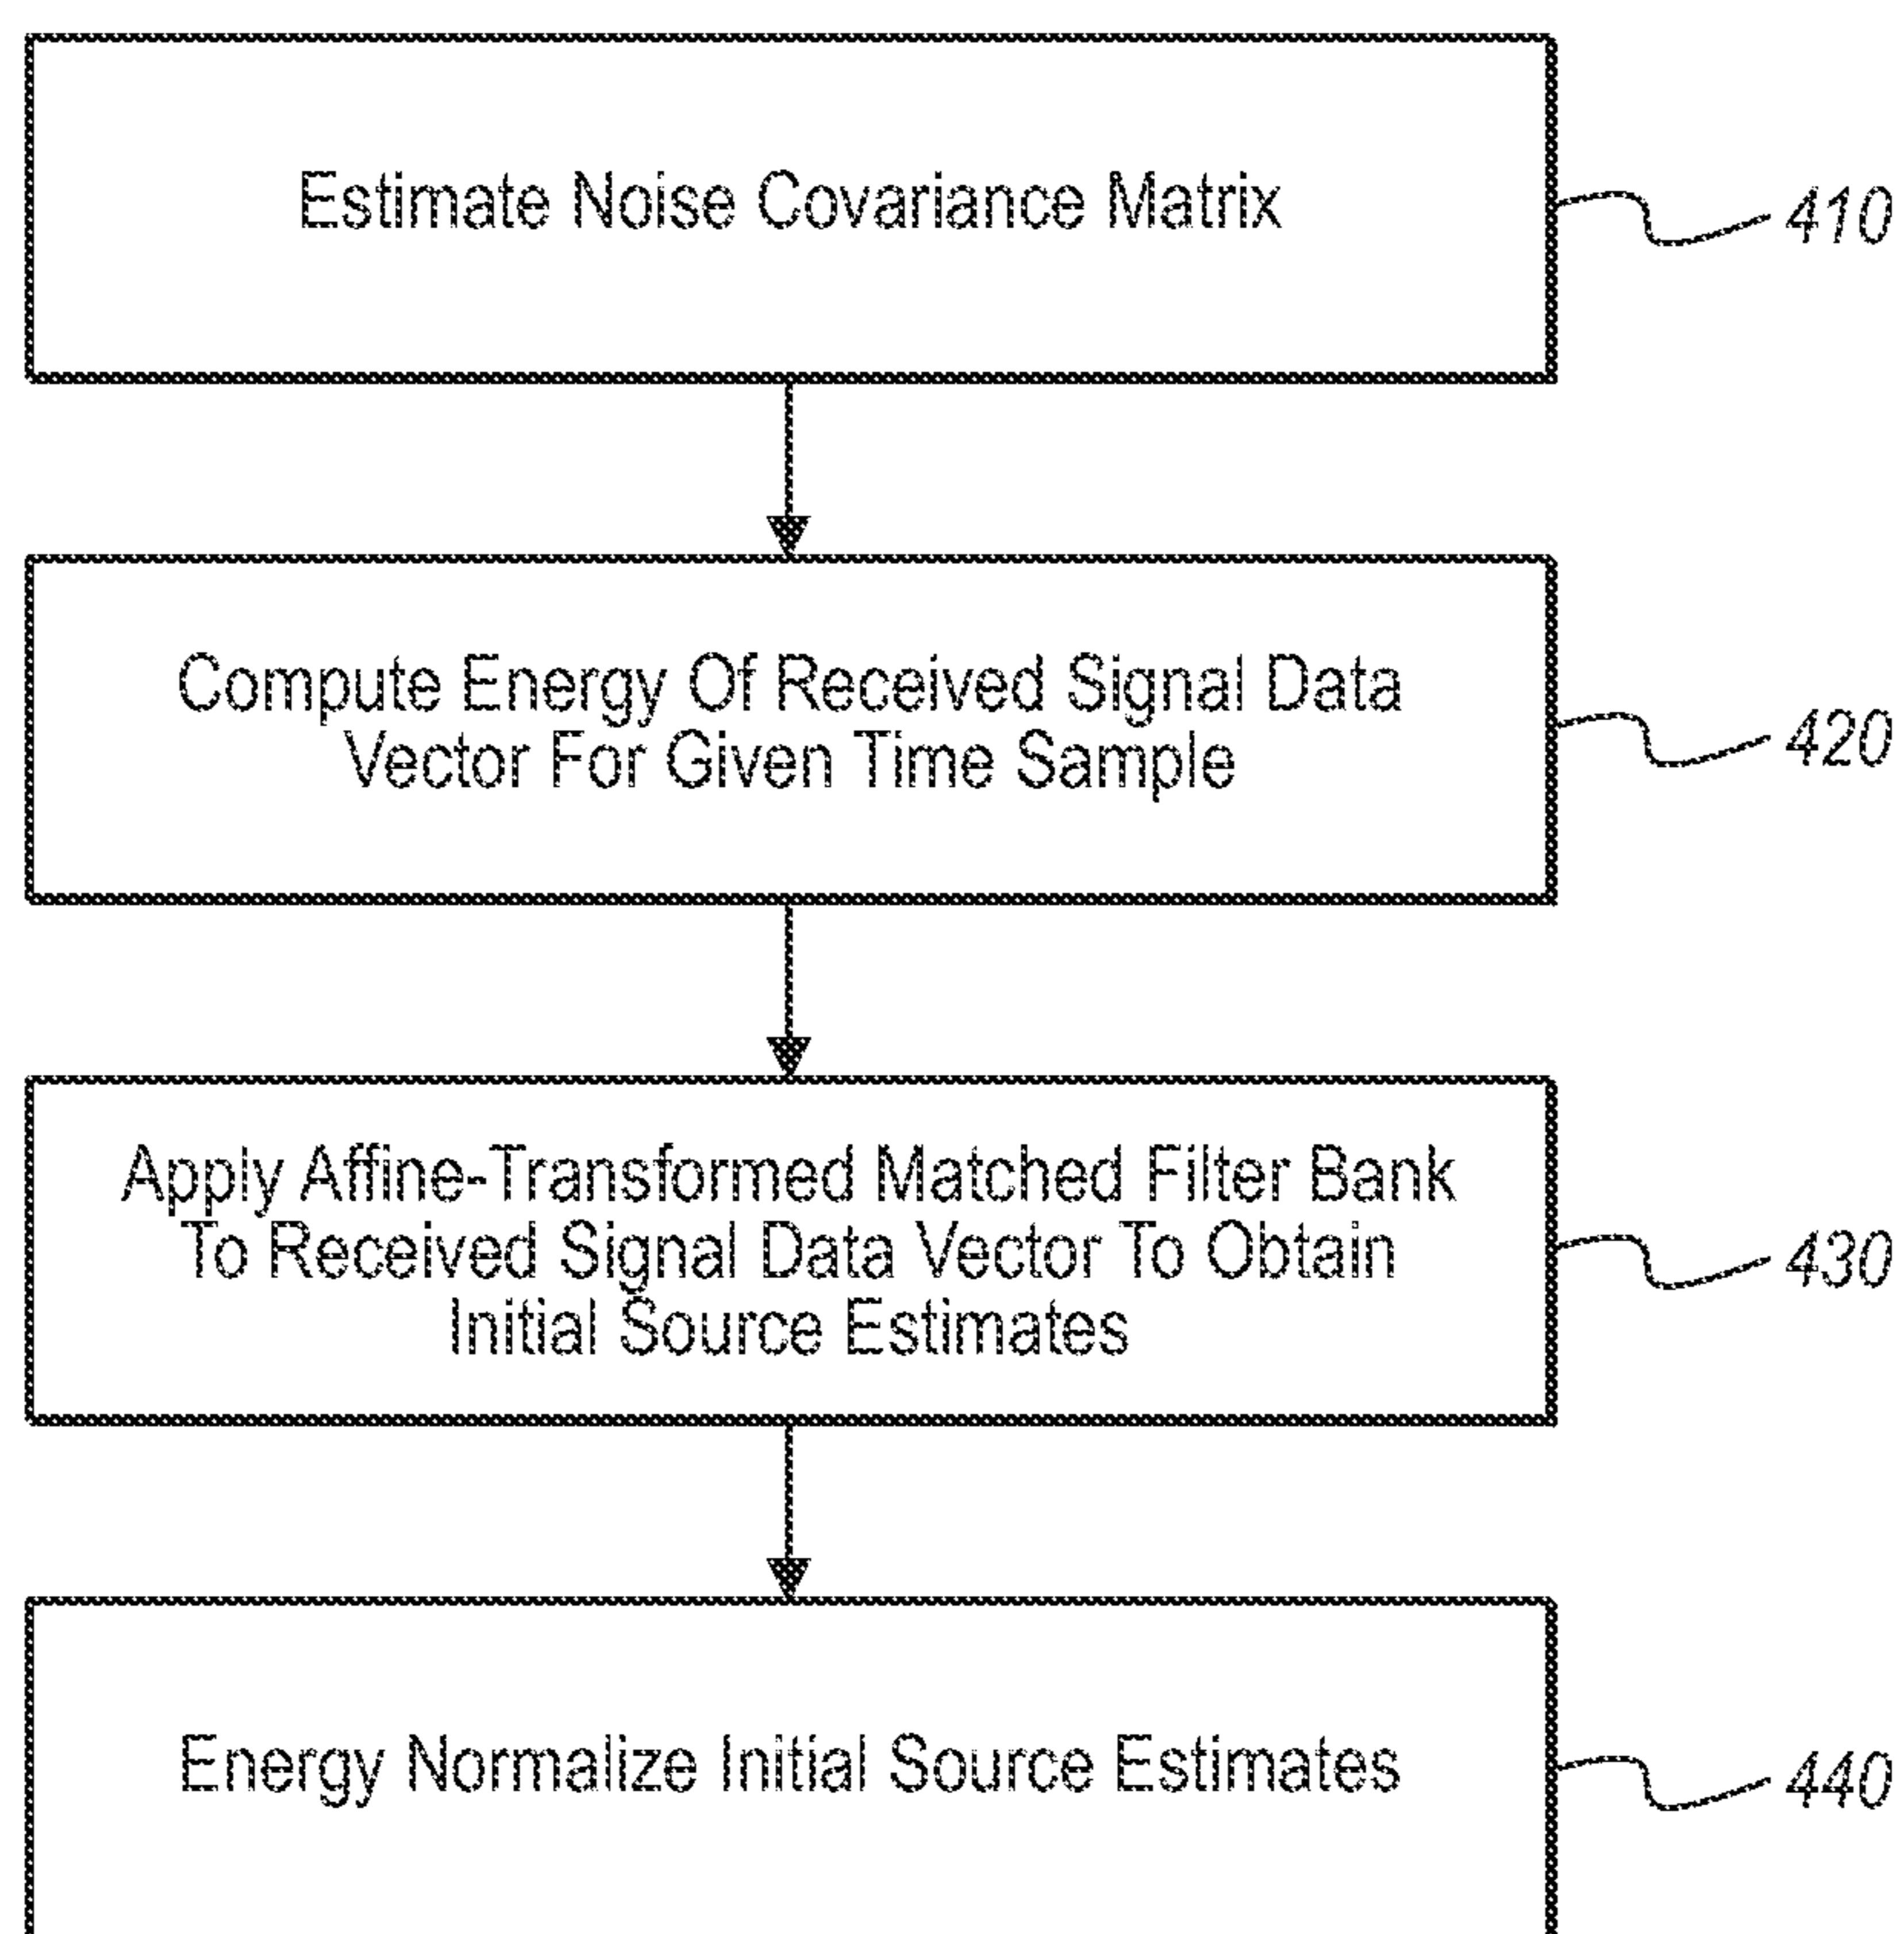 Estimate Noise Covariance Matrix
410
Compute Energy Of Received Signal Data
Vector For Given Time Sample
420
Apply Affine-Transformed Matched Filter Bank
To Received Signal Data Vector To Obtain
Initial Source Estimates
430
Energy Normalize Initial Source Estimates
440